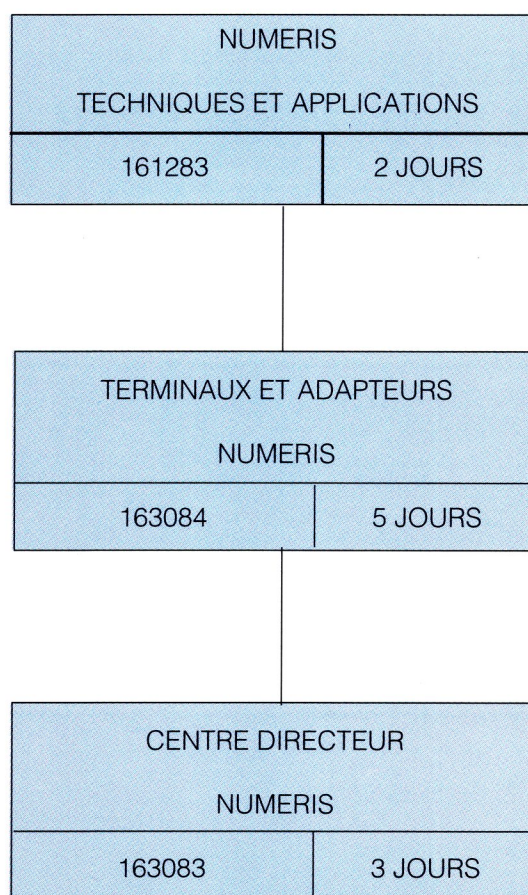 NUMERIS
TECHNIQUES ET APPLICATIONS
161283 2 JOURS
TERMINAUX ET ADAPTEURS
NUMERIS
163084 5 JOURS
CENTRE DIRECTEUR
NUMERIS
163083 3 JOURS